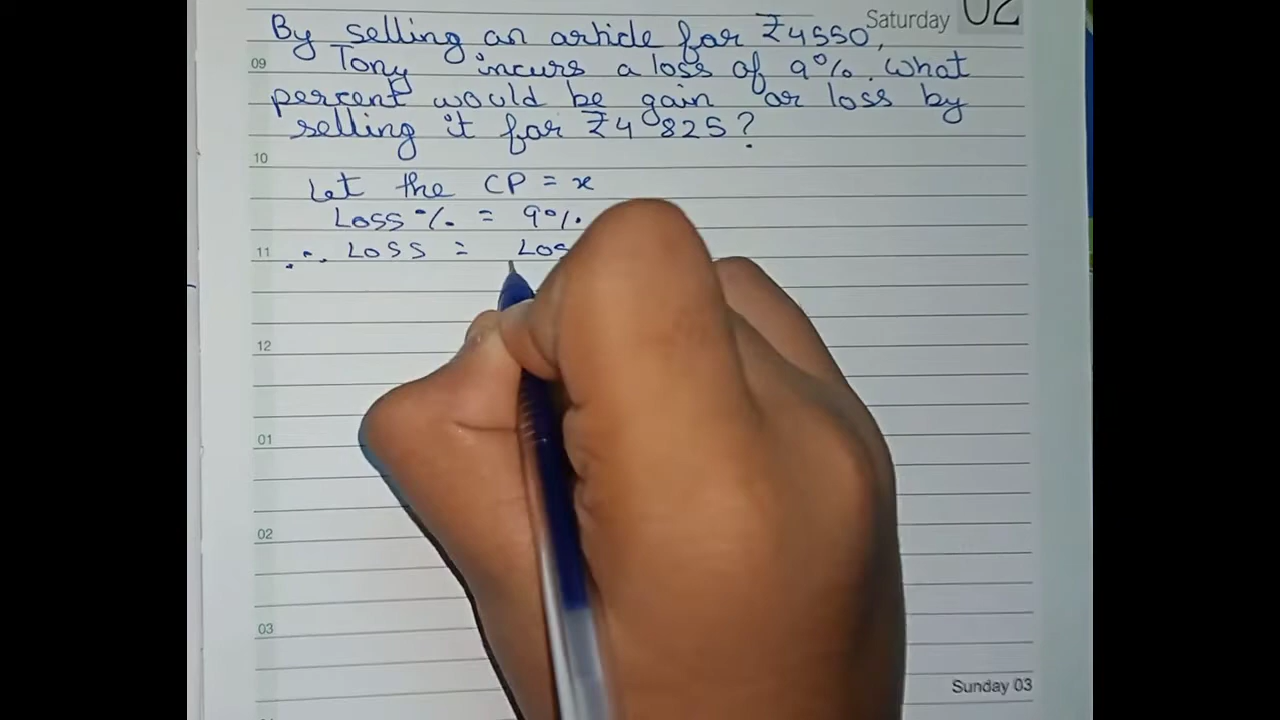 Saturday 02
By selling an article for ₹4550,
09
Tony incurs a loss of 9%. What
percent would be gain or loss by
selling it for ₹4825?
10
Let the CP = x
Loss% = 9%.
11
∴ Loss = Los
12
01
02
03
Sunday 03